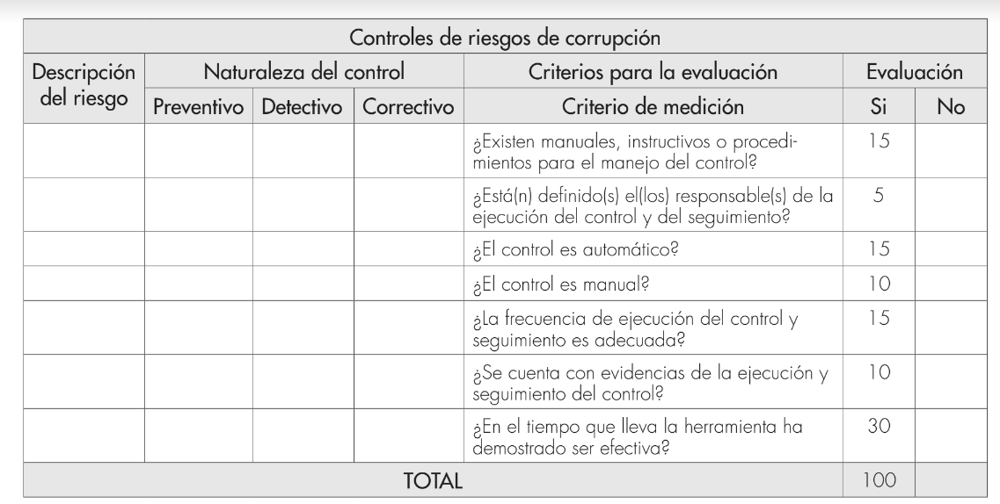 Controles de riesgos de corrupción
Descripción del riesgo
Naturaleza del control
Criterios para la evaluación
Evaluación
Preventivo
Detectivo
Correctivo
Criterio de medición
Si
No
¿Existen manuales, instructivos o procedi-
mientos para el manejo del control?
15
¿Está(n) definido(s) el(los) responsable(s) de la
ejecución del control y del seguimiento?
5
¿El control es automático?
15
¿El control es manual?
10
¿La frecuencia de ejecución del control y
seguimiento es adecuada?
15
¿Se cuenta con evidencias de la ejecución y
seguimiento del control?
10
¿En el tiempo que lleva la herramienta ha
demostrado ser efectiva?
30
TOTAL
100